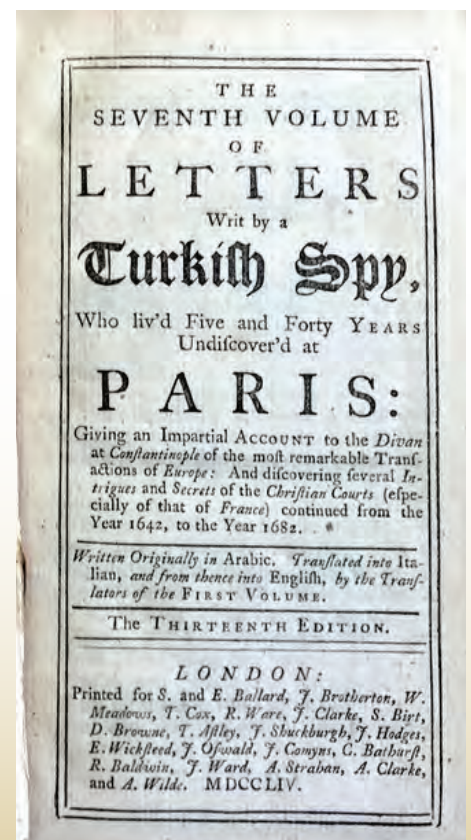 THE
SEVENTH VOLUME
OF
LETTERS
Writ by a
Turkiſh Spy,
Who liv'd Five and Forty YEARS
Undiſcover'd at
PARIS:
Giving an Impartial ACCOUNT to the Divan
at Conſtantinople of the moſt remarkable Tranſ-
actions of Europe: And diſcovering ſeveral In-
trigues and Secrets of the Chriſtian Courts (eſpe-
cially of that of France) continued from the
Year 1642, to the Year 1682.
Written Originally in Arabic. Tranſlated into Ita-
lian, and from thence into Engliſh, by the Tranſ-
lators of the FIRST VOLUME.
The THIRTEENTH EDITION.
LONDON:
Printed for S. and E. Ballard, J. Brotherton, W.
Meadows, T. Cox, R. Ware, J. Clarke, S. Birt,
D. Browne, T. Aſtley, J. Shuckburgh, J. Hodges,
E. Wickſteed, J. Oſwald, J. Comyns, C. Bathurſt,
R. Baldwin, J. Ward, A. Strahan, A. Clarke,
and A. Wilde. MDCCLIV.